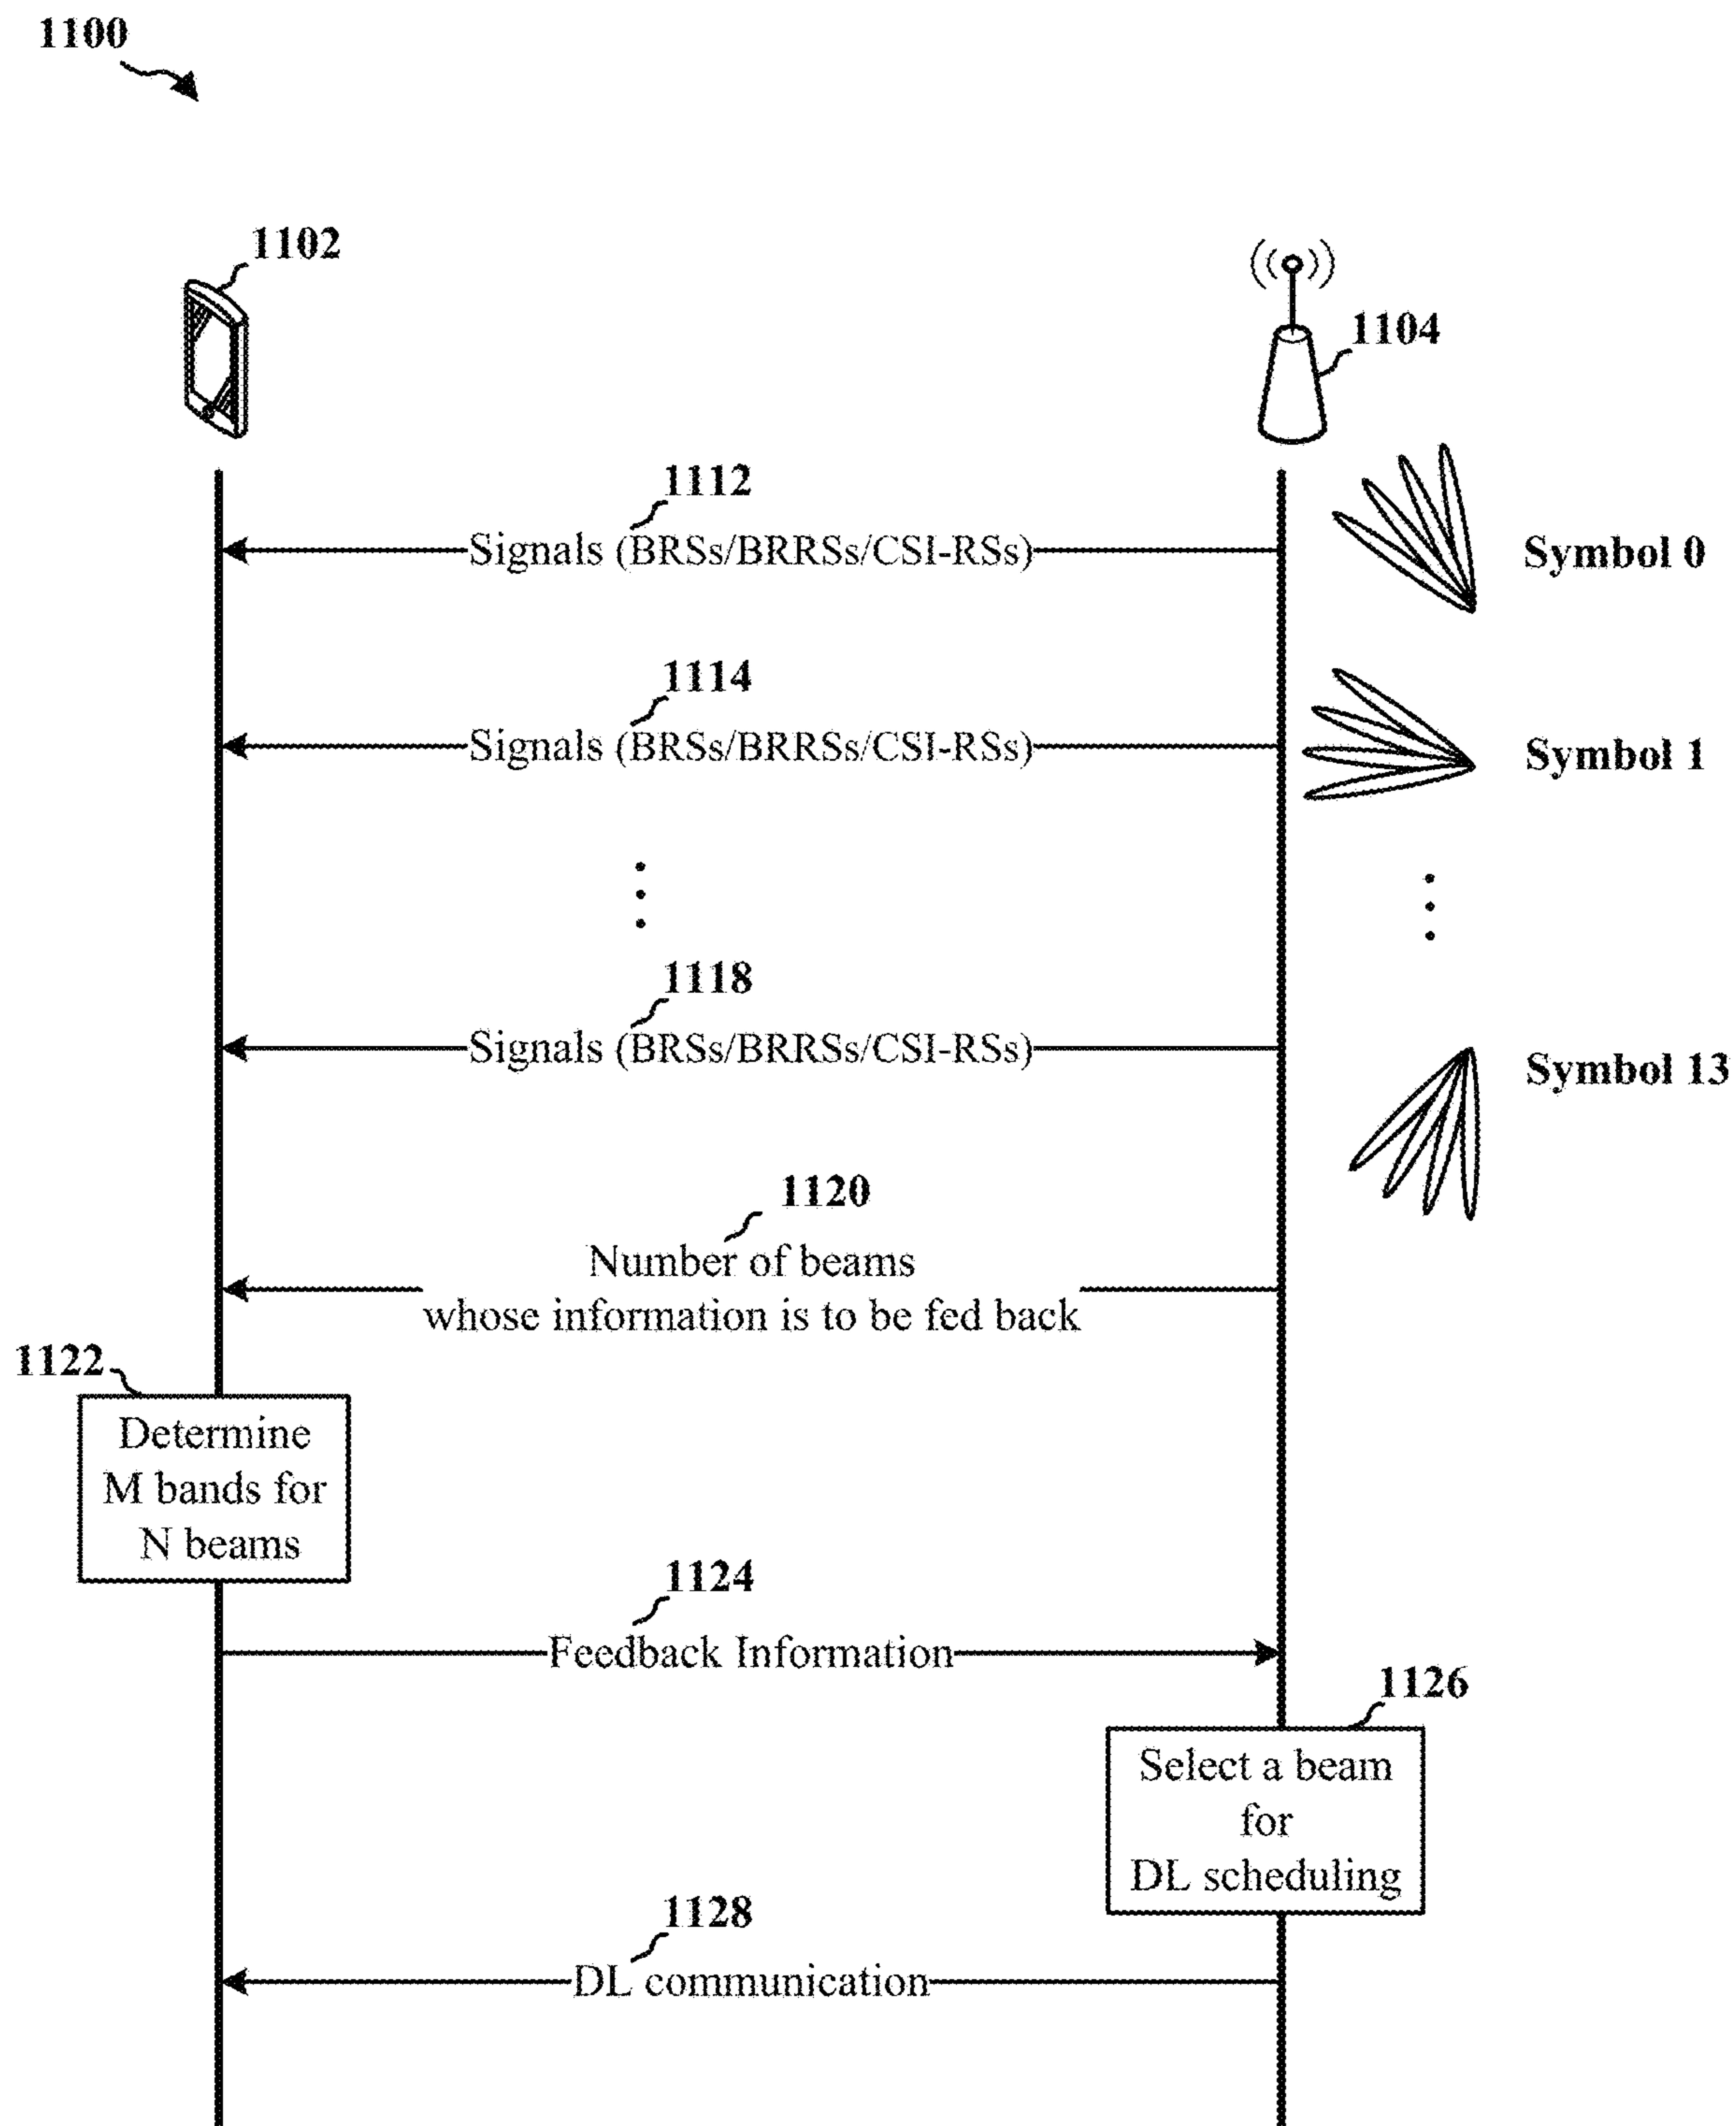 1100
1102
1104
1112
Signals (BRSs/BRRSs/CSI-RSs)
Symbol 0
1114
Signals (BRSs/BRRSs/CSI-RSs)
Symbol 1
1118
Signals (BRSs/BRRSs/CSI-RSs)
Symbol 13
1120
Number of beams
whose information is to be fed back
1122
Determine
M bands for
N beams
1124
Feedback Information
1126
Select a beam
for
DL scheduling
1128
DL communication